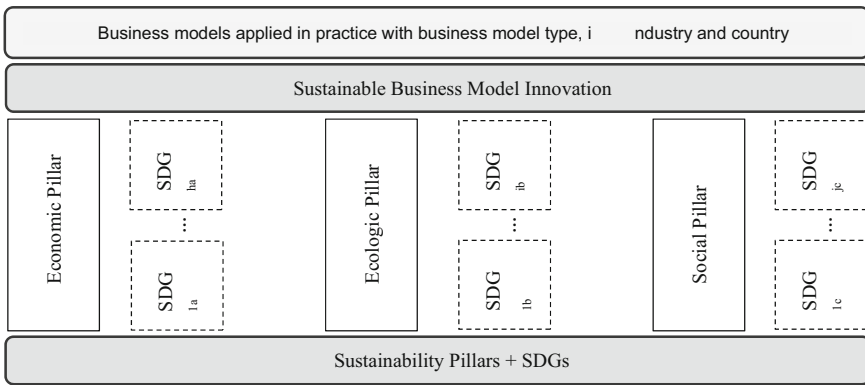 Business models applied in practice with business model type, i ndustry and country
Sustainable Business Model Innovation
Economic Pillar
SDG ha
...
SDG 1a
Ecologic Pillar
SDG ib
...
SDG 1b
Social Pillar
SDG jc
...
SDG 1c
Sustainability Pillars + SDGs